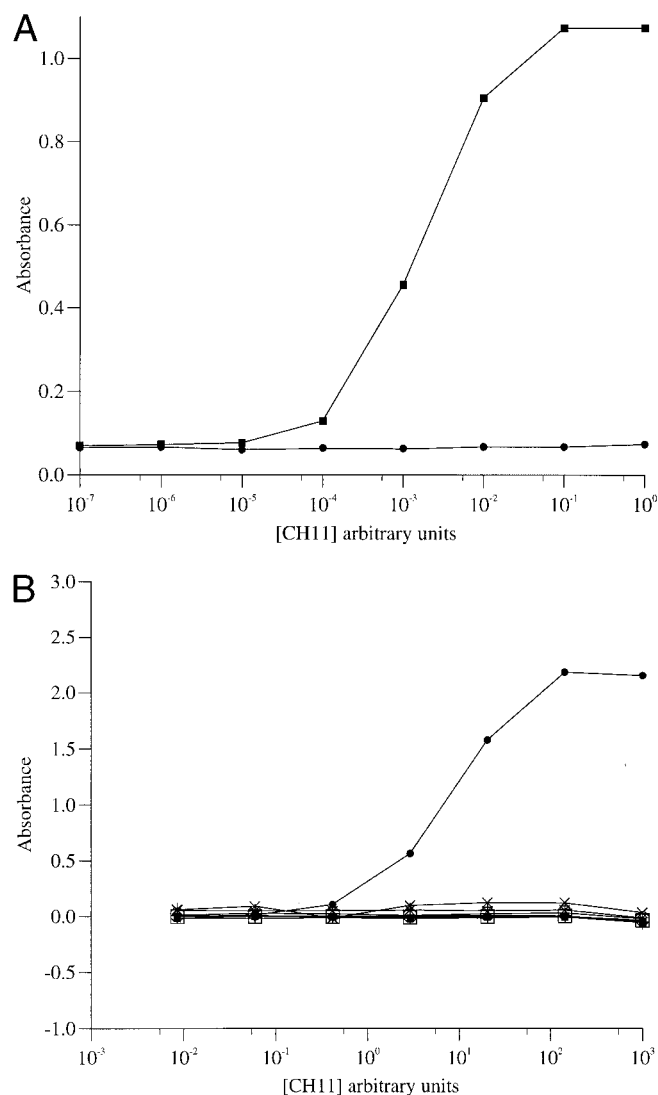 A
1.0
0.8
0.6
0.4
0.2
0.0
Absorbance
10⁻⁷ 10⁻⁶ 10⁻⁵ 10⁻⁴ 10⁻³ 10⁻² 10⁻¹ 10⁰
[CH11] arbitrary units
B
3.0
2.5
2.0
1.5
1.0
0.5
0.0
-0.5
-1.0
Absorbance
10⁻³ 10⁻² 10⁻¹ 10⁰ 10¹ 10² 10³
[CH11] arbitrary units